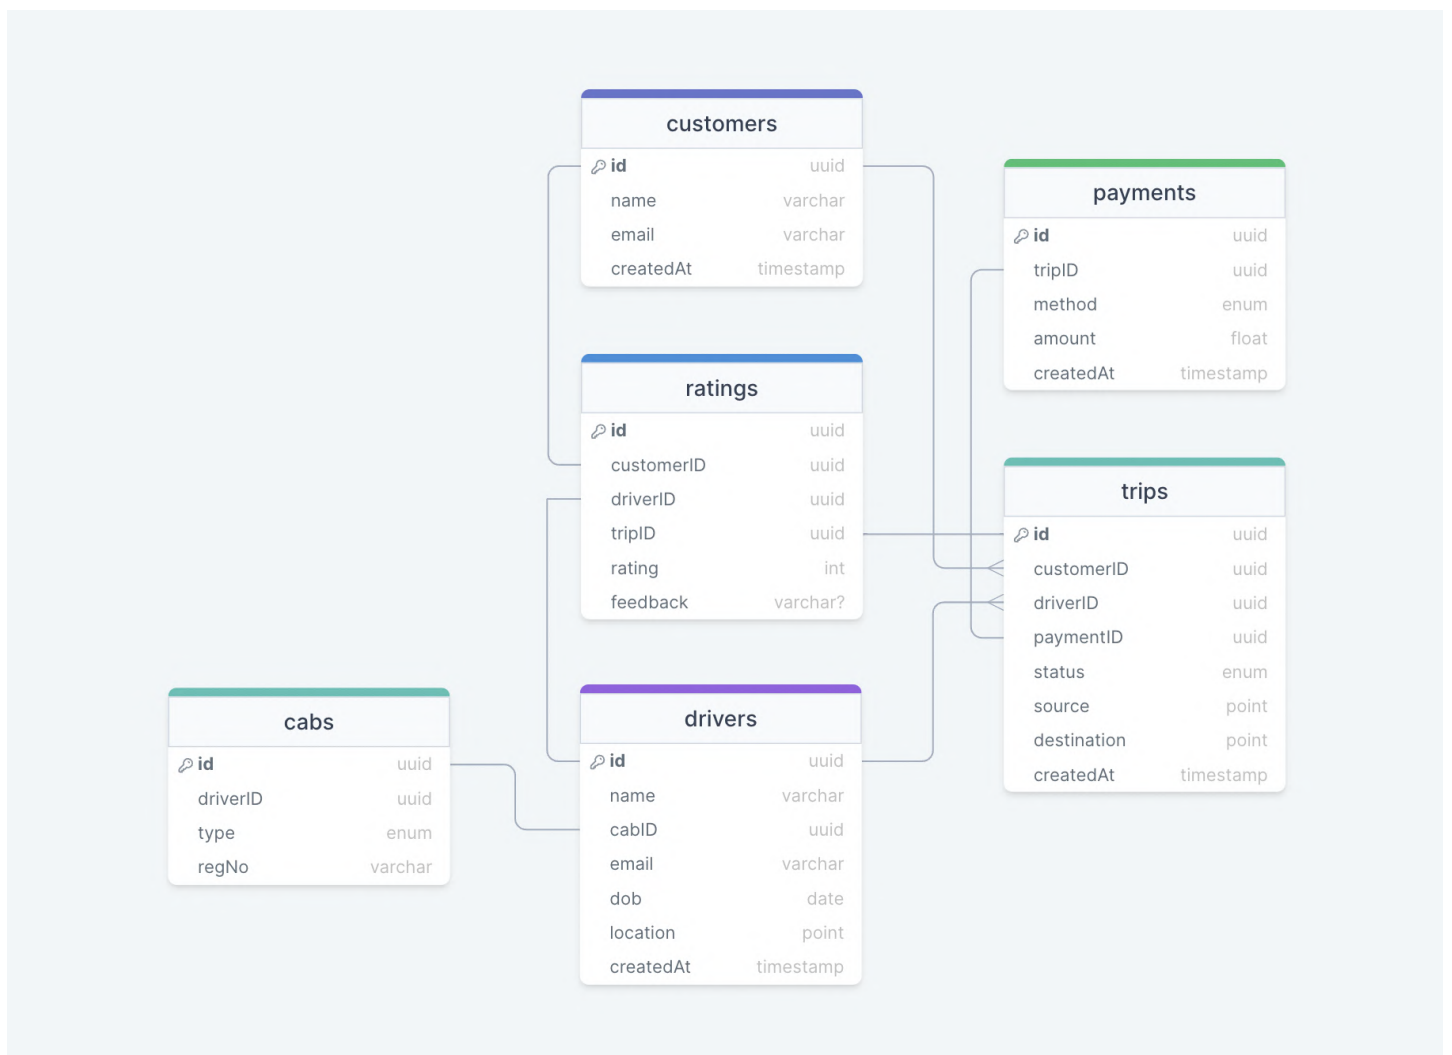 customers
id uuid
name varchar
email varchar
createdAt timestamp
payments
id uuid
tripID uuid
method enum
amount float
createdAt timestamp
ratings
id uuid
customerID uuid
driverID uuid
tripID uuid
rating int
feedback varchar?
trips
id uuid
customerID uuid
driverID uuid
paymentID uuid
status enum
source point
destination point
createdAt timestamp
cabs
id uuid
driverID uuid
type enum
regNo varchar
drivers
id uuid
name varchar
cabID uuid
email varchar
dob date
location point
createdAt timestamp